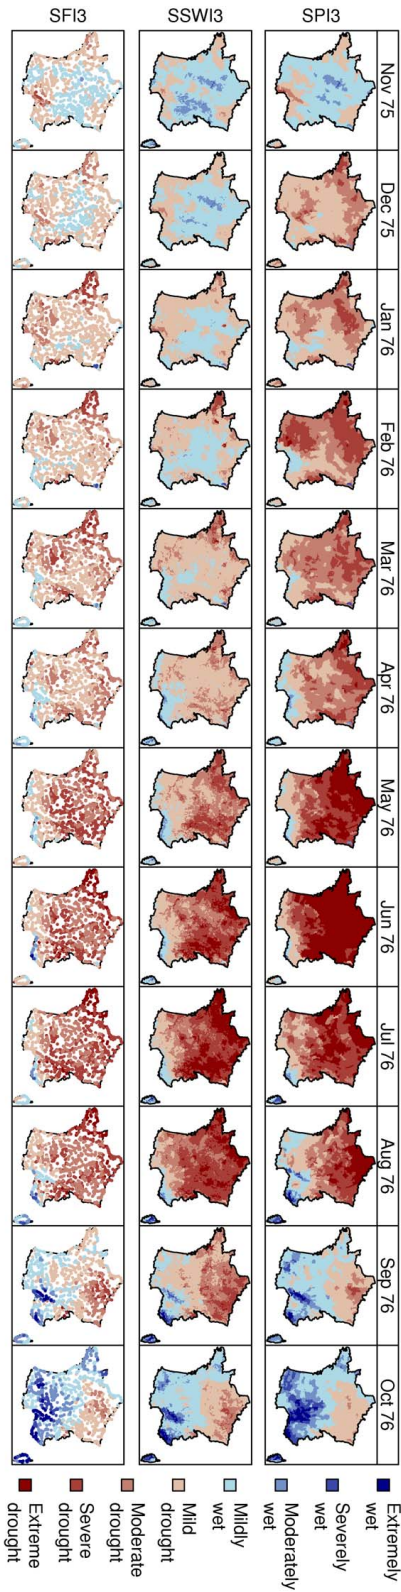 Nov 75
Dec 75
Jan 76
Feb 76
Mar 76
Apr 76
May 76
Jun 76
Jul 76
Aug 76
Sep 76
Oct 76
SPI3
SSWI3
SFI3
Extremely
wet
Severely
wet
Moderately
wet
Mildly
wet
Mild
drought
Moderate
drought
Severe
drought
Extreme
drought